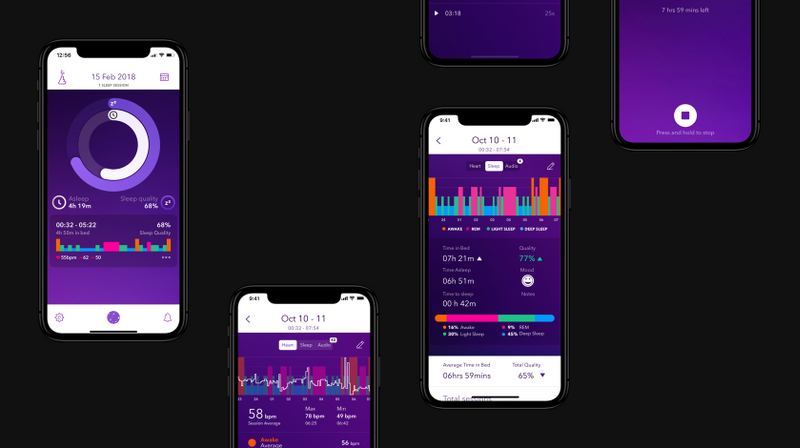 12:56
15 Feb 2018
1 SLEEP SESSION
zz
Asleep
4h 19m
Sleep quality
68%
zz
00:32 - 05:22
68%
4h 51m in bed
Sleep Quality
55bpm
62
50
9:41
Oct 10 - 11
00:32 - 07:54
Heart
Sleep
Audio
58 bpm
Session Average
Max
78 bpm
06:25
Min
49 bpm
06:42
Awake
Average
56 bpm
03:18
25s
9:41
Oct 10 - 11
00:32 - 07:54
Heart
Sleep
Audio
AWAKE
REM
LIGHT SLEEP
DEEP SLEEP
Time in Bed
07h 21m
Quality
77%
Time Asleep
06h 51m
Mood
Time to sleep
00 h 42m
Notes
16% Awake
9% REM
30% Light Sleep
45% Deep Sleep
Average Time in Bed
06hrs 59mins
Total Quality
65%
Total sessions
7 hrs 59 mins left
Press and hold to stop